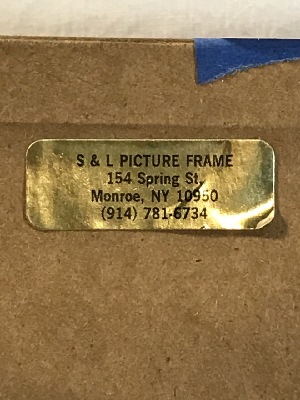 S & L PICTURE FRAME
154 Spring St.
Monroe, NY 10950
(914) 781-6734